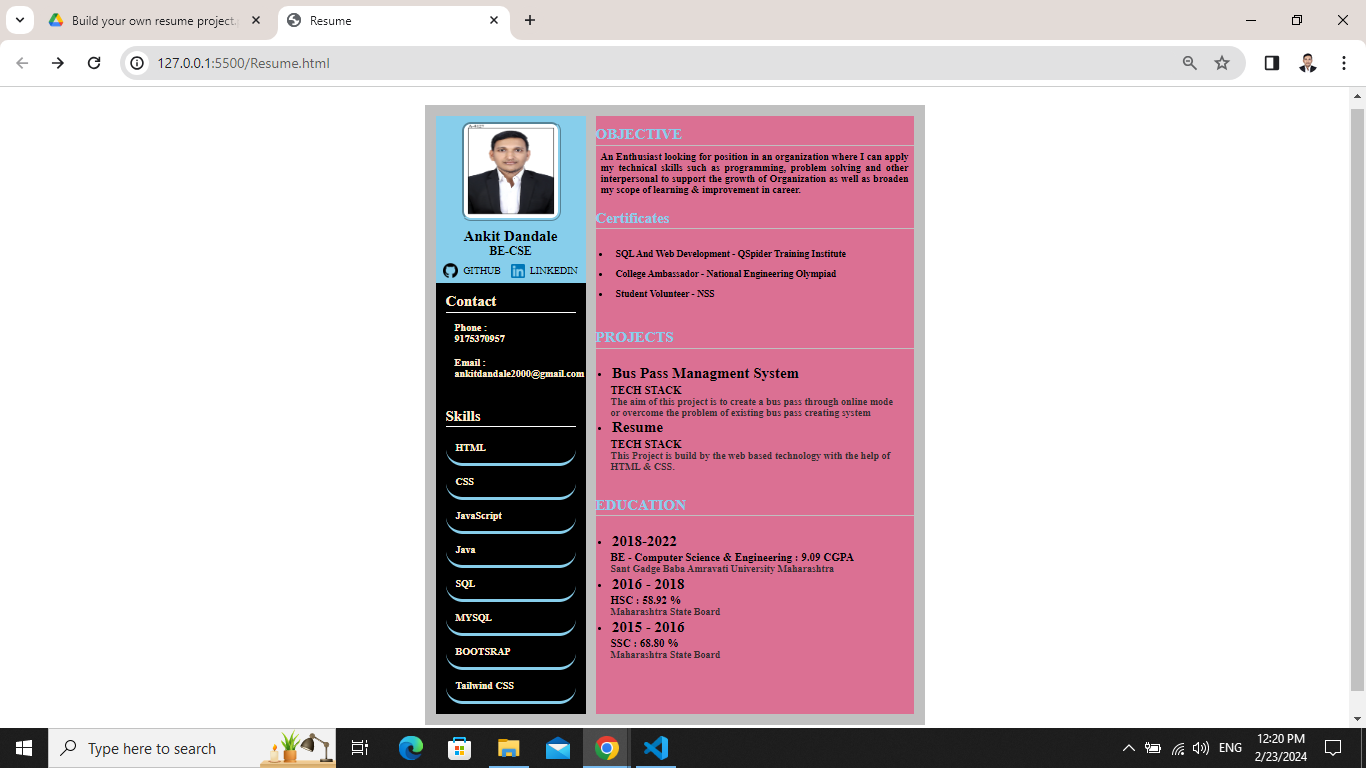 Build your own resume project.
Resume
127.0.0.1:5500/Resume.html
Ankit Dandale
BE-CSE
GITHUB
LINKEDIN
Contact
Phone :
9175370957
Email :
ankitdandale2000@gmail.com
Skills
HTML
CSS
JavaScript
Java
SQL
MYSQL
BOOTSRAP
Tailwind CSS
OBJECTIVE
An Enthusiast looking for position in an organization where I can apply
my technical skills such as programming, problem solving and other
interpersonal to support the growth of Organization as well as broaden
my scope of learning & improvement in career.
Certificates
SQL And Web Development - QSpider Training Institute
College Ambassador - National Engineering Olympiad
Student Volunteer - NSS
PROJECTS
Bus Pass Managment System
TECH STACK
The aim of this project is to create a bus pass through online mode
or overcome the problem of existing bus pass creating system
Resume
TECH STACK
This Project is build by the web based technology with the help of
HTML & CSS.
EDUCATION
2018-2022
BE - Computer Science & Engineering : 9.09 CGPA
Sant Gadge Baba Amravati University Maharashtra
2016 - 2018
HSC : 58.92 %
Maharashtra State Board
2015 - 2016
SSC : 68.80 %
Maharashtra State Board
Type here to search
ENG
12:20 PM
2/23/2024